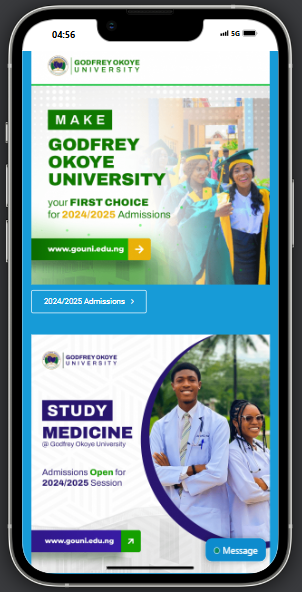 04:56
5G
GODFREY OKOYE
UNIVERSITY
MAKE
GODFREY
OKOYE
UNIVERSITY
your FIRST CHOICE
for 2024/2025 Admissions
www.gouni.edu.ng
2024/2025 Admissions
GODFREY OKOYE
UNIVERSITY
STUDY
MEDICINE
@ Godfrey Okoye University
Admissions Open for
2024/2025 Session
www.gouni.edu.ng
Message